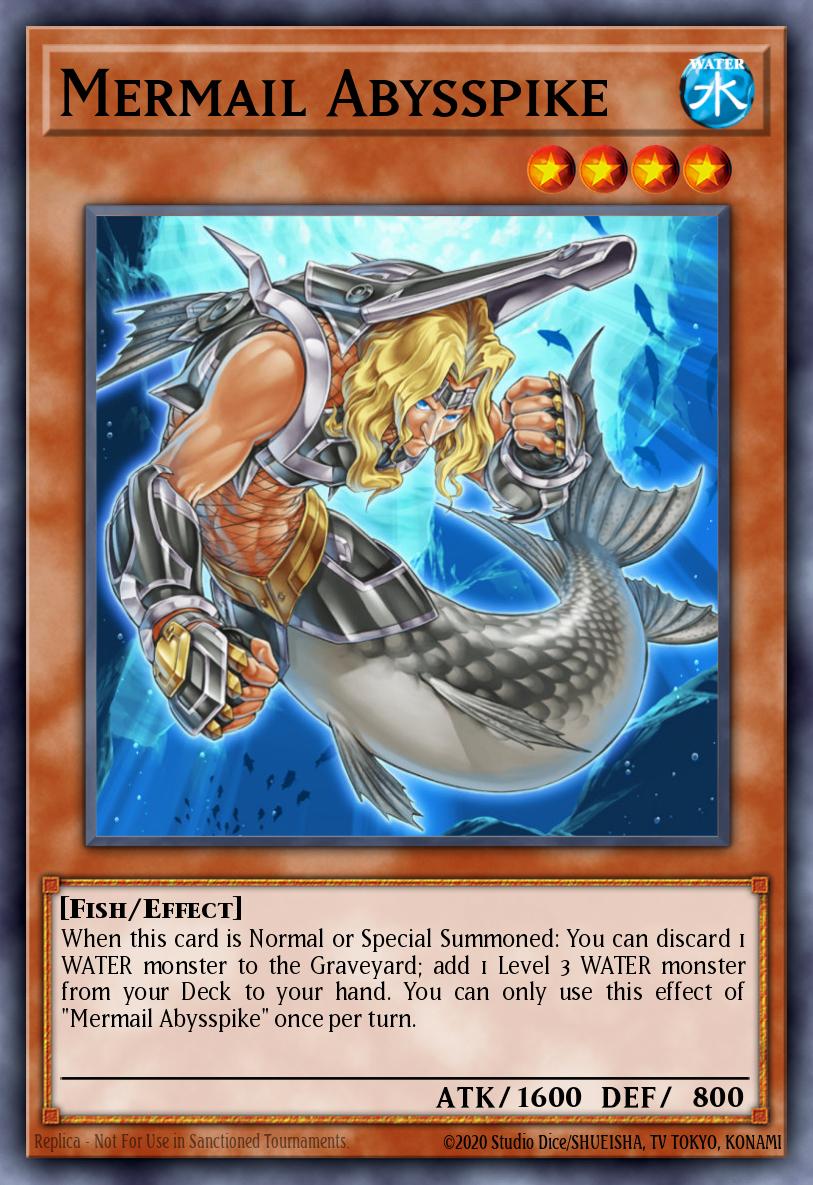 Mermail Abysspike
WATER
水
[Fish/Effect]
When this card is Normal or Special Summoned: You can discard 1
WATER monster to the Graveyard; add 1 Level 3 WATER monster
from your Deck to your hand. You can only use this effect of
"Mermail Abysspike" once per turn.
ATK/1600 DEF/ 800
Replica - Not For Use in Sanctioned Tournaments.
©2020 Studio Dice/SHUEISHA, TV TOKYO, KONAMI